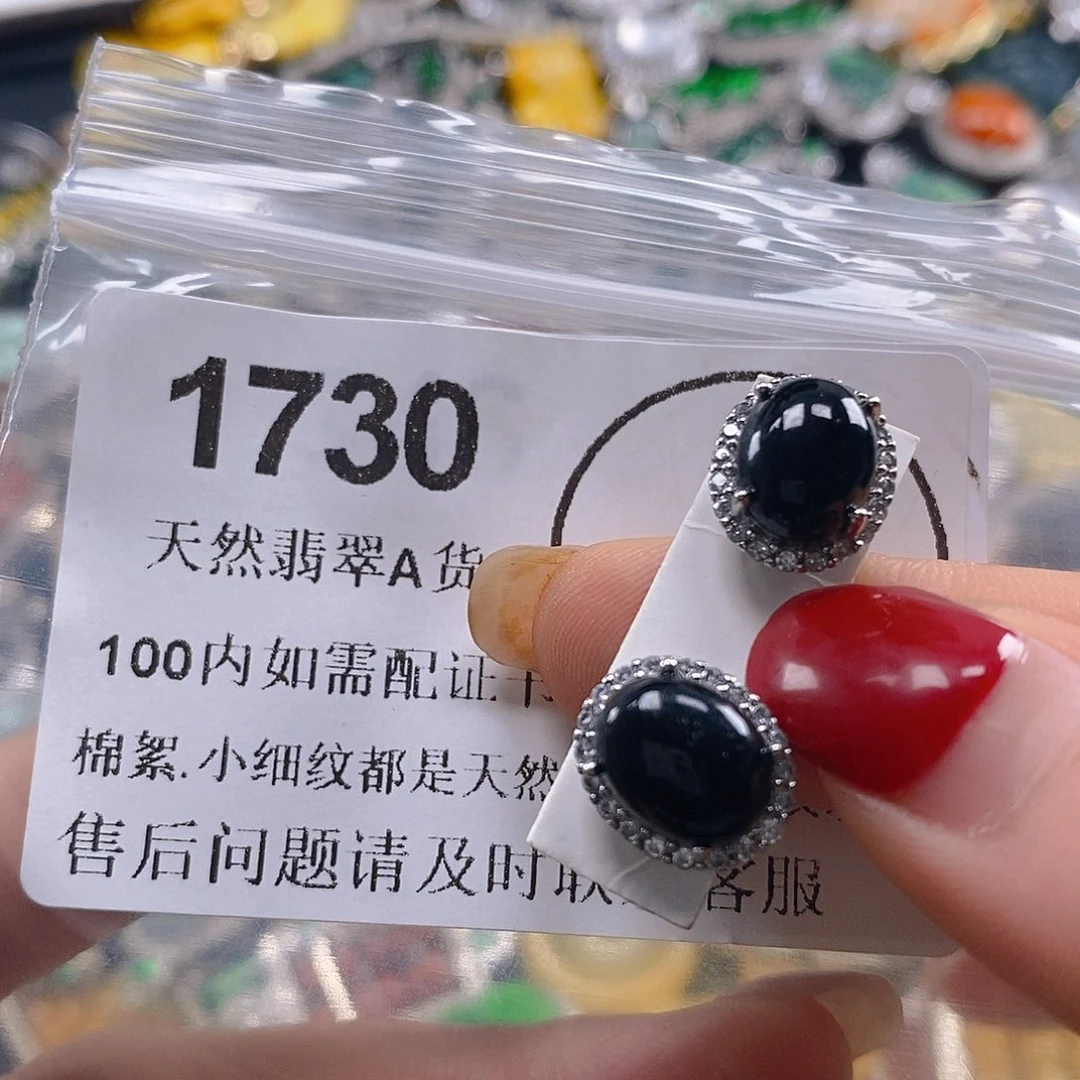 1730
天然翡翠A货
100内如需配证
棉絮.小细纹都是天然
售后问题请及时联 客服